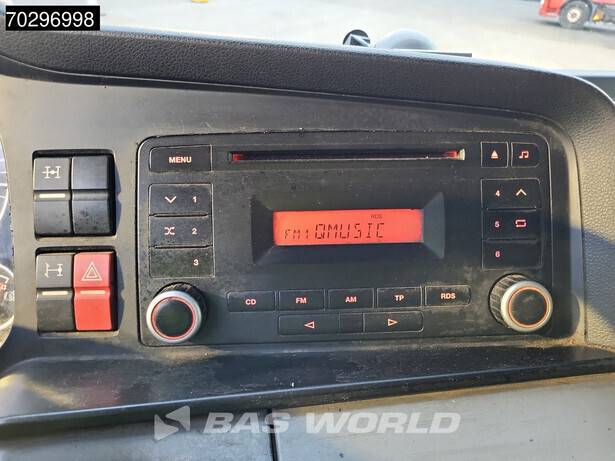 70296998
MENU
1
4
RDS
FM1 QMUSIC
2
5
3
6
CD FM AM TP RDS
BAS WORLD